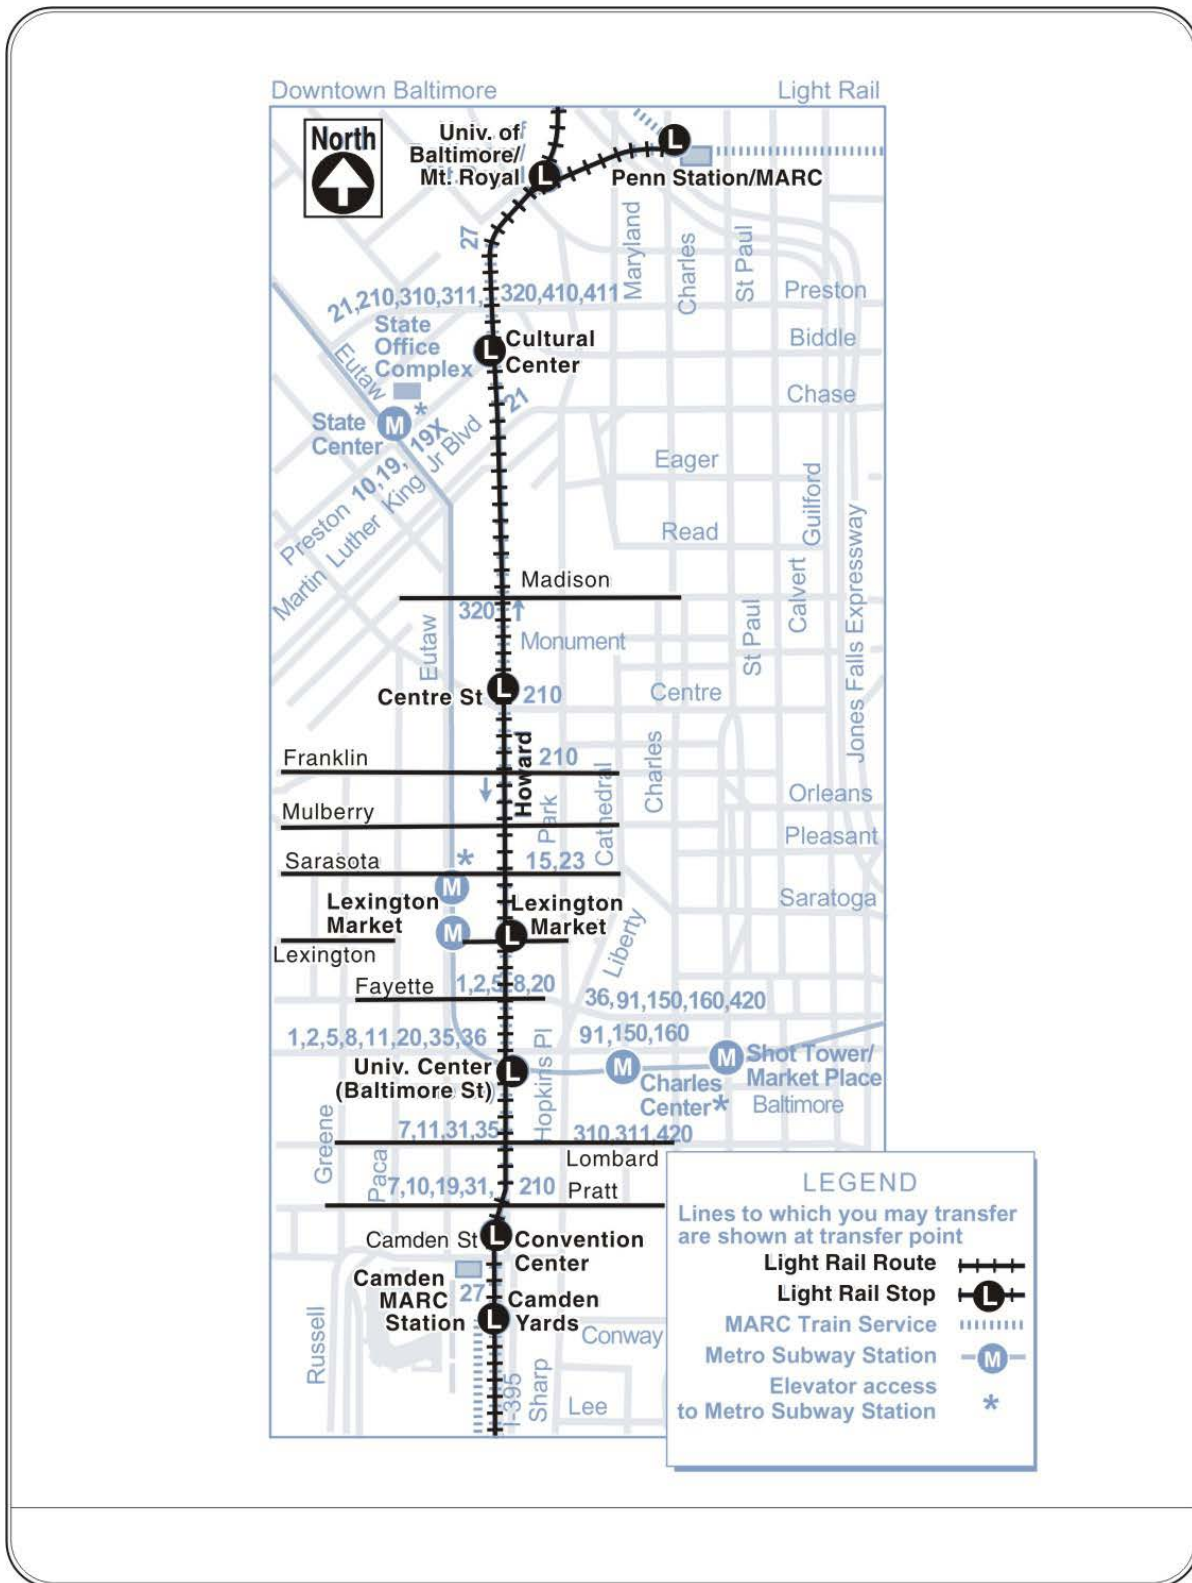 Downtown Baltimore
Light Rail
North
Univ. of
Baltimore/
Mt. Royal
L
L
Penn Station/MARC
27
Maryland
Charles
St Paul
21,210,310,311,
320,410,411
Preston
State
Office
Complex
L
Cultural
Center
Biddle
Eutaw
Chase
21
State
Center
M
*
Preston
10,19, 19X
Martin Luther King Jr Blvd
Eager
Guilford
Read
Madison
320
Monument
Eutaw
St Paul
Calvert
Jones Falls Expressway
Centre St
L
210
Centre
Franklin
Howard
210
Charles
Mulberry
Park
Cathedral
Orleans
Pleasant
Sarasota
*
15,23
M
Saratoga
Lexington
Market
M
L
Lexington
Market
Lexington
Liberty
Fayette
1,2,5,8,20
36,
91,150,160,420
1,2,5,8,11,20,35,36
Hopkins Pl
91,150,160
Univ. Center
(Baltimore St)
L
M
M
Shot Tower/
Market Place
Charles
Center*
Baltimore
Greene
7,11,31,35
310,311,420
Lombard
Paca
7,10,19,31,
210
Pratt
Camden St
L
Convention
Center
Camden
MARC
Station
27
L
Camden
Yards
Russell
Conway
I-395
Sharp
Lee
LEGEND
Lines to which you may transfer
are shown at transfer point
Light Rail Route
Light Rail Stop
L
MARC Train Service
Metro Subway Station
M
Elevator access
to Metro Subway Station
*